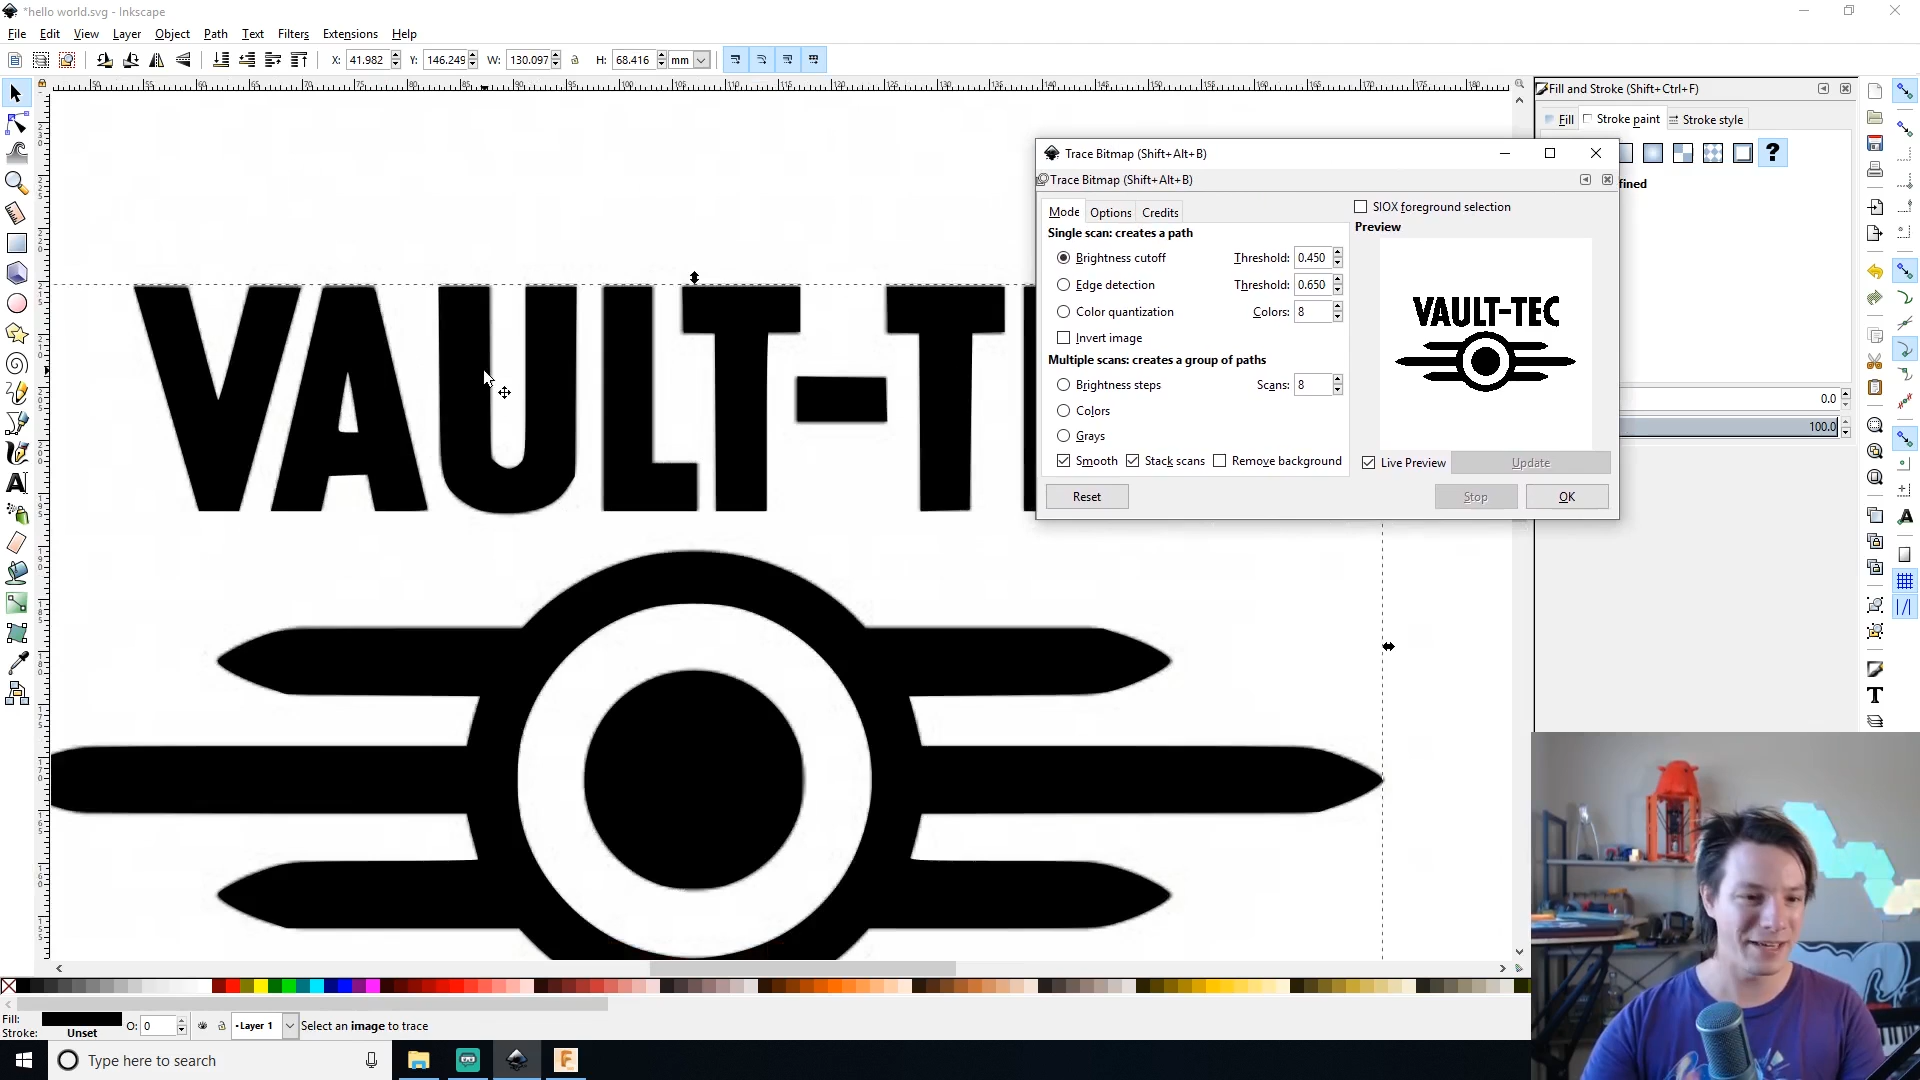 *hello world.svg - Inkscape
File Edit View Layer Object Path Text Filters Extensions Help
X: 41.982 Y: 146.249 W: 130.097 H: 68.416 mm
Fill and Stroke (Shift+Ctrl+F)
Fill Stroke paint Stroke style
?
fined
0.0
100.0
Trace Bitmap (Shift+Alt+B)
Trace Bitmap (Shift+Alt+B)
Mode Options Credits
SIOX foreground selection
Single scan: creates a path
Preview
Brightness cutoff Threshold: 0.450
Edge detection Threshold: 0.650
Color quantization Colors: 8
Invert image
Multiple scans: creates a group of paths
Brightness steps Scans: 8
Colors
Grays
Smooth Stack scans Remove background
VAULT-TEC
Live Preview Update
Reset Stop OK
VAULT-T
Fill:
Stroke: Unset
O: 0
Layer 1
Select an image to trace
Type here to search